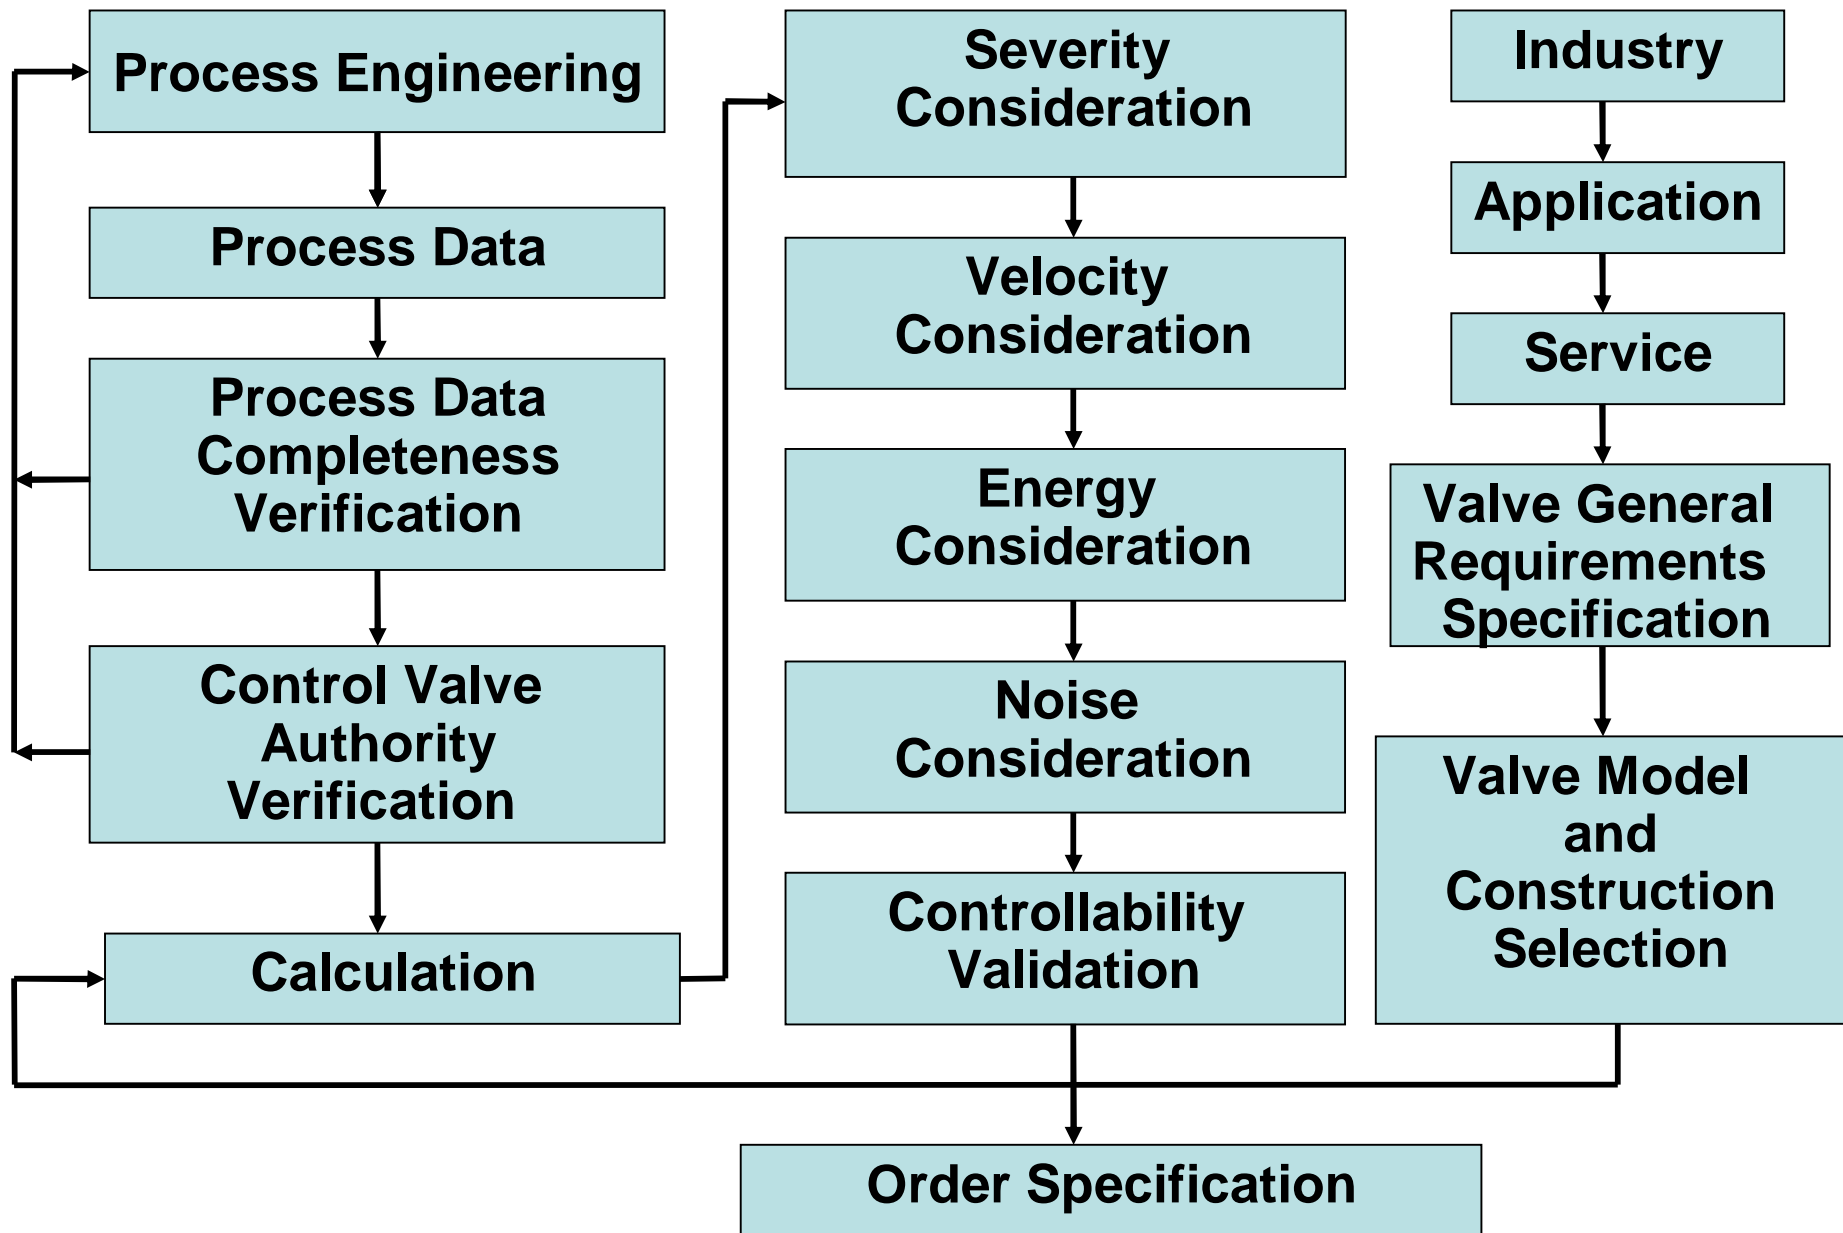 Process Engineering
Process Data
Process Data
Completeness
Verification
Control Valve
Authority
Verification
Calculation
Severity
Consideration
Velocity
Consideration
Energy
Consideration
Noise
Consideration
Controllability
Validation
Industry
Application
Service
Valve General
Requirements
Specification
Valve Model
and
Construction
Selection
Order Specification